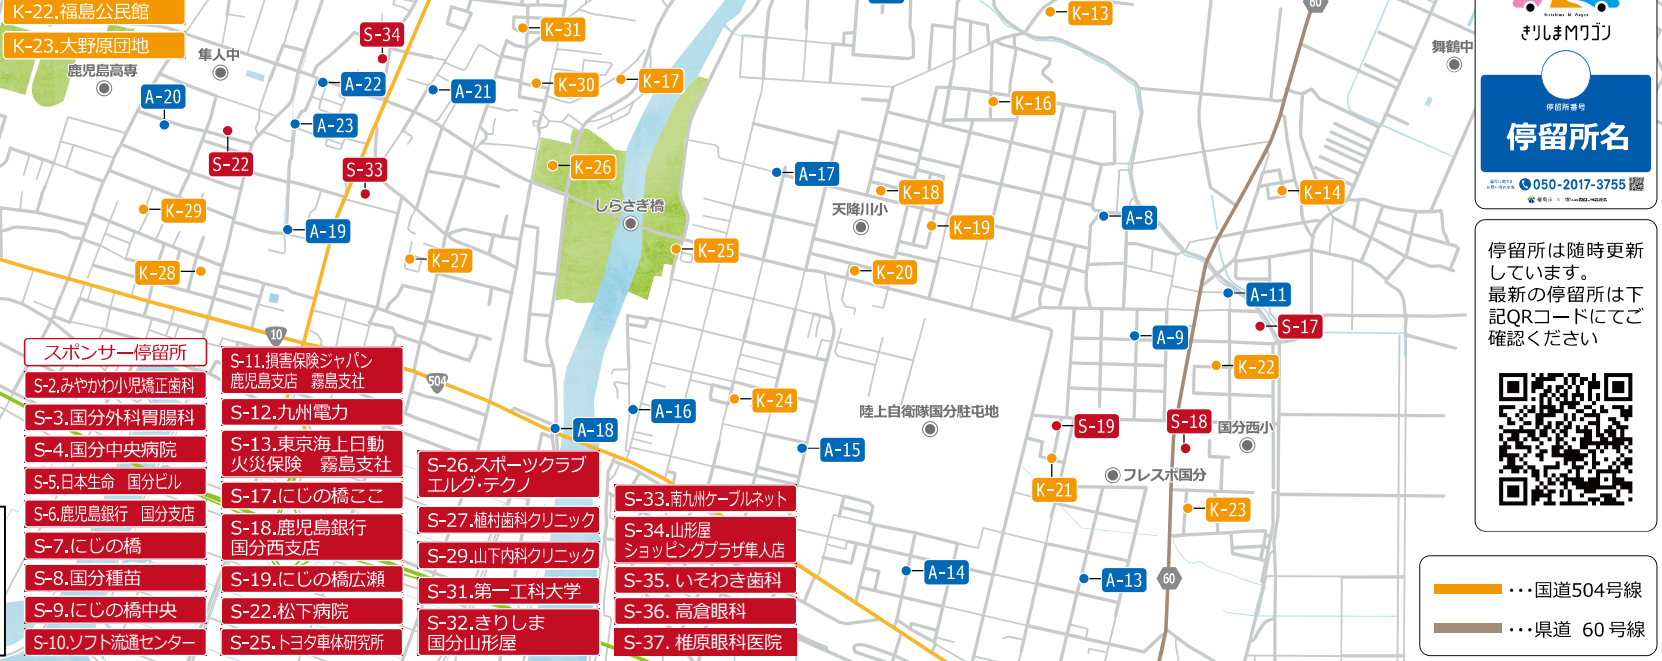 K-22.福島公民館
K-23.大野原団地
鹿児島高専
隼人中
S-34
K-31
K-13
60
舞鶴中
きりしまMワゴン
停留所番号
停留所名
050-2017-3755
A-20
A-22
A-21
K-30
K-17
K-16
A-23
S-22
S-33
K-26
A-17
K-18
K-14
K-29
しらさぎ橋
天降川小
A-8
A-19
K-19
K-28
K-27
K-25
K-20
A-11
S-17
A-9
K-22
10
504
K-24
A-16
A-18
A-15
陸上自衛隊国分駐屯地
S-19
S-18
国分西小
フレスポ国分
K-21
K-23
A-14
A-13
60
停留所は随時更新
しています。
最新の停留所は下
記QRコードにてご
確認ください
スポンサー停留所
S-2.みやかわ小児矯正歯科
S-3.国分外科胃腸科
S-4.国分中央病院
S-5.日本生命 国分ビル
S-6.鹿児島銀行 国分支店
S-7.にじの橋
S-8.国分種苗
S-9.にじの橋中央
S-10.ソフト流通センター
S-11.損害保険ジャパン
鹿児島支店 霧島支社
S-12.九州電力
S-13.東京海上日動
火災保険 霧島支社
S-17.にじの橋ここ
S-18.鹿児島銀行
国分西支店
S-19.にじの橋広瀬
S-22.松下病院
S-25.トヨタ車体研究所
S-26.スポーツクラブ
エルグ・テクノ
S-27.植村歯科クリニック
S-29.山下内科クリニック
S-31.第一工科大学
S-32.きりしま
国分山形屋
S-33.南九州ケーブルネット
S-34.山形屋
ショッピングプラザ隼人店
S-35. いそわき歯科
S-36. 高倉眼科
S-37. 椎原眼科医院
・・・国道504号線
・・・県道 60号線